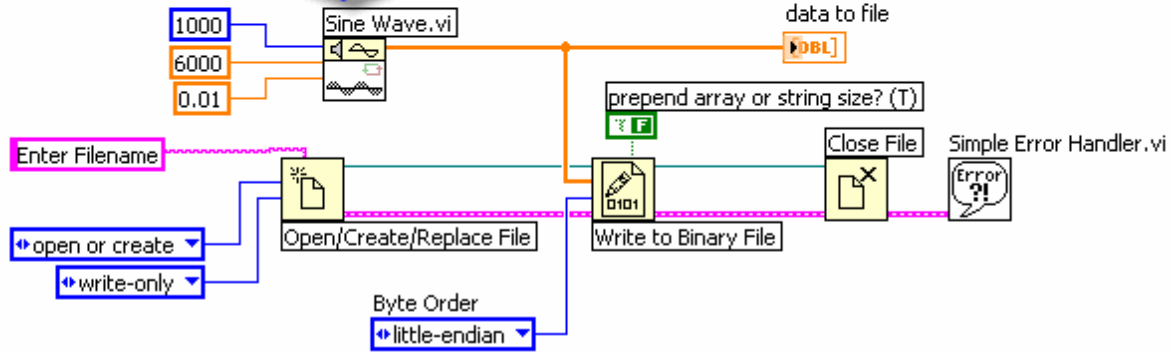 data to file
1000
Sine Wave.vi
DBL]
6000
0.01
prepend array or string size? (T)
F
Enter Filename
Close File
Simple Error Handler.vi
Error
?!
0101
open or create
Open/Create/Replace File
Write to Binary File
write-only
Byte Order
little-endian